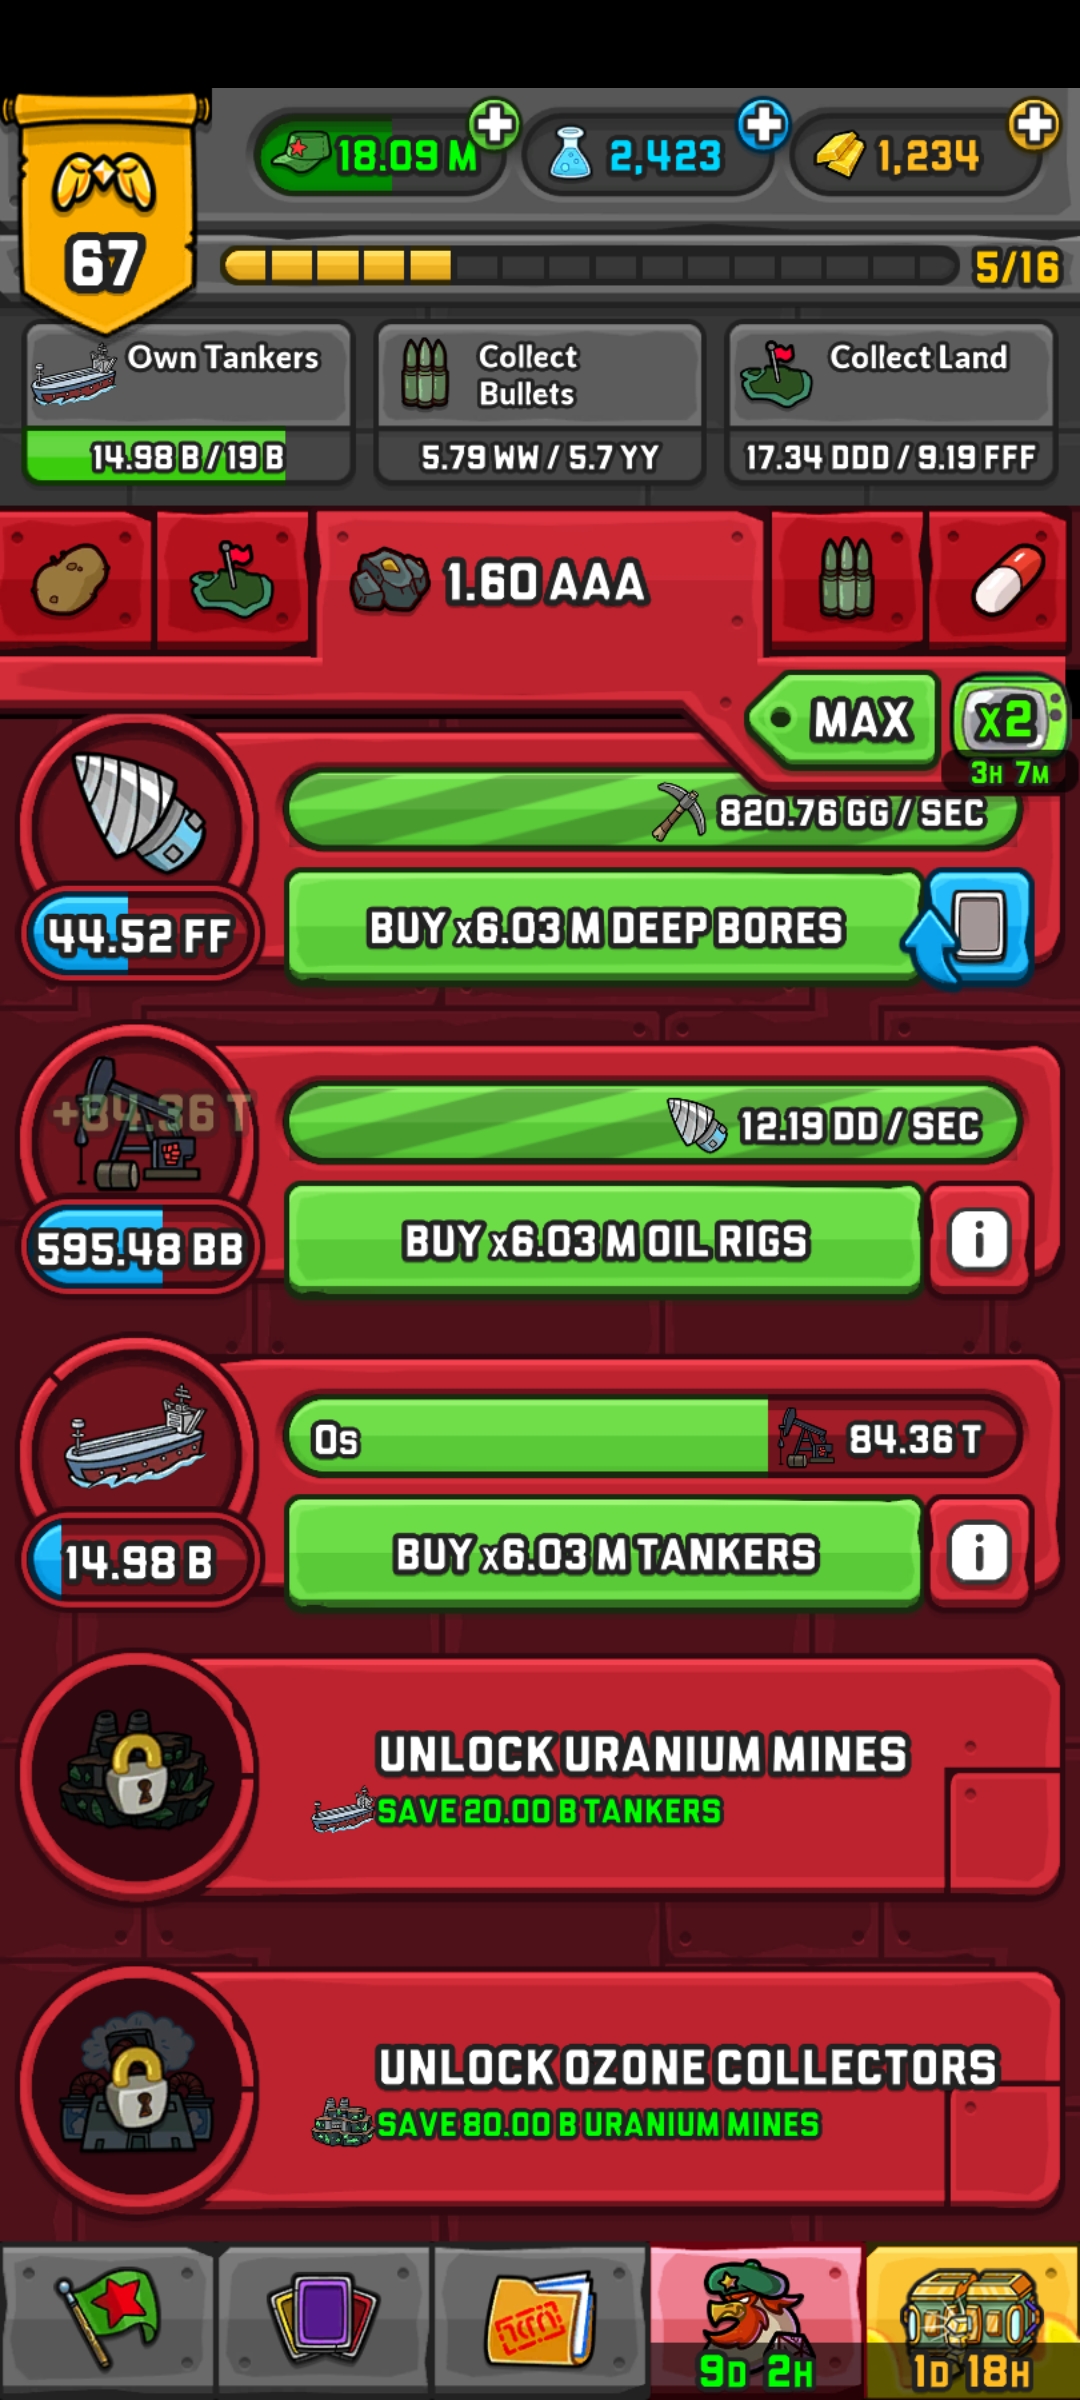 67
18.09 M
2,423
1,234
5/16
Own Tankers
14.98 B / 19 B
Collect
Bullets
5.79 WW / 5.7 YY
Collect Land
17.34 DDD / 9.19 FFF
1.60 AAA
MAX
x2
3H 7M
820.76 GG / SEC
44.52 FF
BUY x6.03 M DEEP BORES
+84.36 T
12.19 DD / SEC
595.48 BB
BUY x6.03 M OIL RIGS
i
0s
84.36 T
14.98 B
BUY x6.03 M TANKERS
i
UNLOCK URANIUM MINES
SAVE 20.00 B TANKERS
UNLOCK OZONE COLLECTORS
SAVE 80.00 B URANIUM MINES
9D 2H
1D 18H